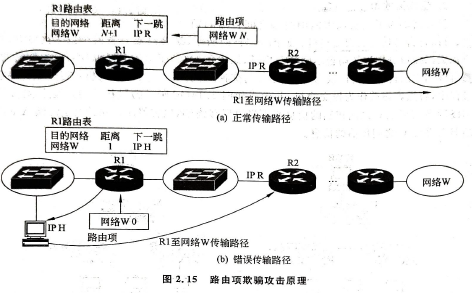 R1路由表
目的网络 距离 下一跳
网络W N+1 IP R
路由项
网络W N
R1
R2
IP R
...
网络W
R1至网络W传输路径
(a) 正常传输路径
R1路由表
目的网络 距离 下一跳
网络W 1 IP H
R1
R2
IP R
...
网络W
IP H
网络W 0
路由项
R1至网络W传输路径
(b) 错误传输路径
图 2.15 路由项欺骗攻击原理